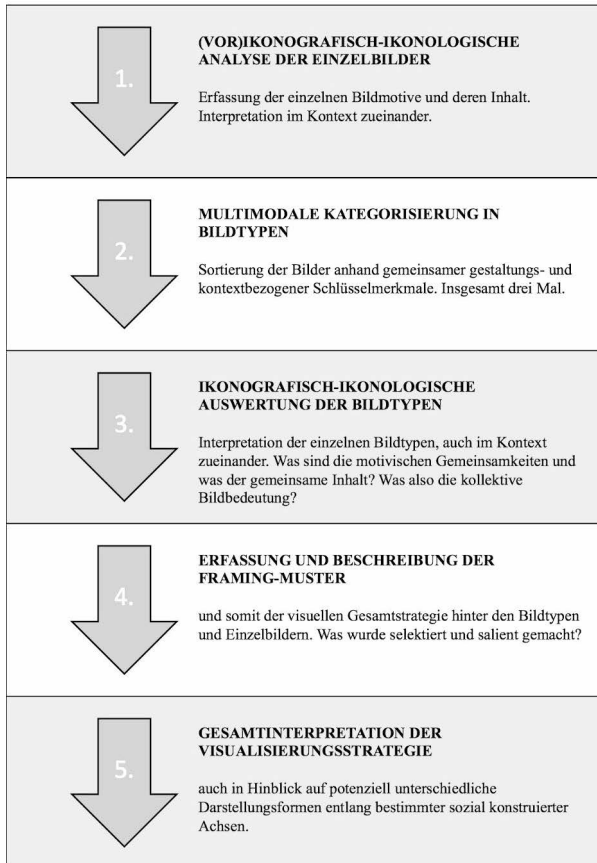 1.
(VOR)IKONOGRAFISCH-IKONOLOGISCHE
ANALYSE DER EINZELBILDER
Erfassung der einzelnen Bildmotive und deren Inhalt.
Interpretation im Kontext zueinander.
2.
MULTIMODALE KATEGORISIERUNG IN
BILDTYPEN
Sortierung der Bilder anhand gemeinsamer gestaltungs- und
kontextbezogener Schlüsselmerkmale. Insgesamt drei Mal.
3.
IKONOGRAFISCH-IKONOLOGISCHE
AUSWERTUNG DER BILDTYPEN
Interpretation der einzelnen Bildtypen, auch im Kontext
zueinander. Was sind die motivischen Gemeinsamkeiten und
was der gemeinsame Inhalt? Was also die kollektive
Bildbedeutung?
4.
ERFASSUNG UND BESCHREIBUNG DER
FRAMING-MUSTER
und somit der visuellen Gesamtstrategie hinter den Bildtypen
und Einzelbildern. Was wurde selektiert und salient gemacht?
5.
GESAMTINTERPRETATION DER
VISUALISIERUNGSSTRATEGIE
auch in Hinblick auf potenziell unterschiedliche
Darstellungsformen entlang bestimmter sozial konstruierter
Achsen.